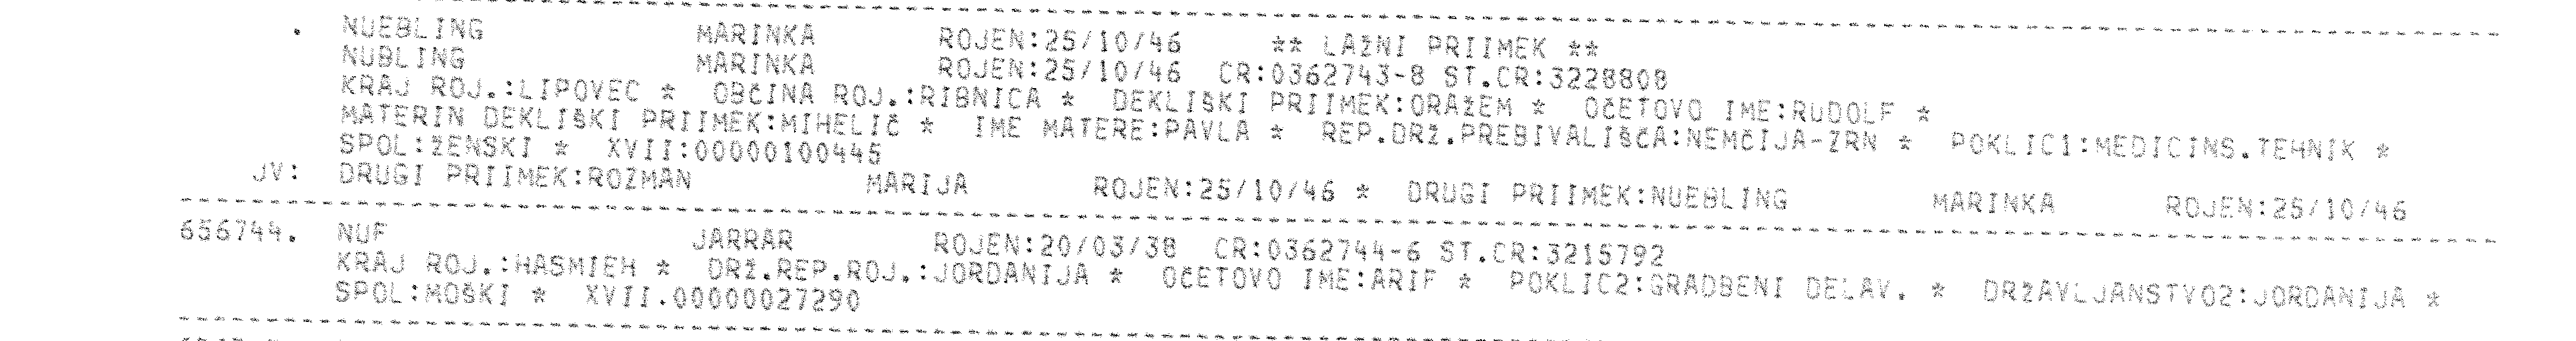 . NUEBLING MARINKA ROJEN:25/10/46 ** LAŽNI PRIIMEK **
NUBLING MARINKA ROJEN:25/10/46 CR:0362743-8 ST.CR:3228808
KRAJ ROJ.:LIPOVEC * OBČINA ROJ.:RIBNICA * DEKLIŠKI PRIIMEK:ORAŽEM * OČETOVO IME:RUDOLF *
MATERIN DEKLIŠKI PRIIMEK:MIHELIČ * IME MATERE:PAVLA * REP.DRŽ.PREBIVALIŠČA:NEMČIJA-ZRN * POKLIC1:MEDICINS.TEHNIK *
SPOL:ŽENSKI * XVII:00000100445
JV: DRUGI PRIIMEK:ROZMAN MARIJA ROJEN:25/10/46 * DRUGI PRIIMEK:NUEBLING MARINKA ROJEN:25/10/46
656744. NUF JARRAR ROJEN:20/03/38 CR:0362744-6 ST.CR:3215792
KRAJ ROJ.:HASMIEH * DRŽ.REP.ROJ.:JORDANIJA * OČETOVO IME:ARIF * POKLIC2:GRADBENI DELAV. * DRŽAVLJANSTVO2:JORDANIJA *
SPOL:MOŠKI * XVII.00000027290